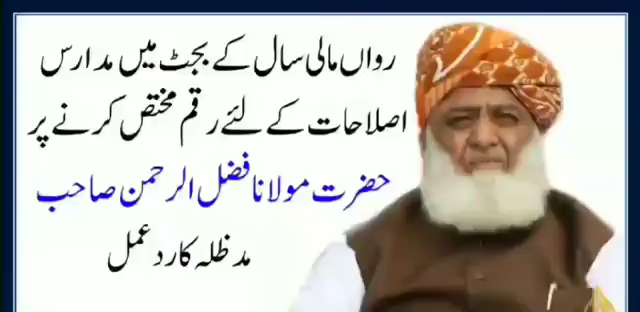 رواں مالی سال کے بجٹ میں مدارس
اصلاحات کے لئے رقم مختص کرنے پر
حضرت مولانا فضل الرحمن صاحب
مدظلہ کا ردعمل